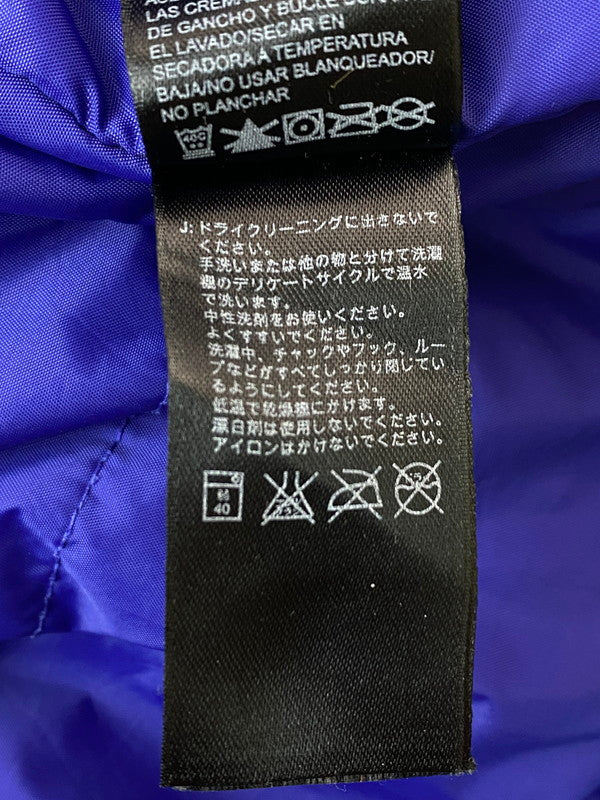 LAS CREMA
DE GANCHO Y BUCLE
EL LAVADO/SECAR EN
SECADORA A TEMPERATURA
BAJA/NO USAR BLANQUEADOR/
NO PLANCHAR
40C
J: ドライクリーニングに出さないで
ください。
手洗いまたは他の物と分けて洗濯
機のデリケートサイクルで温水
で洗います。
中性洗剤をお使いください。
よくすすいでください。
洗濯中、チャックやフック、ルー
プなどがすべてしっかり閉じてい
るようにしてください。
低温で乾燥機にかけます。
漂白剤は使用しないでください。
アイロンはかけないでください。
弱
40